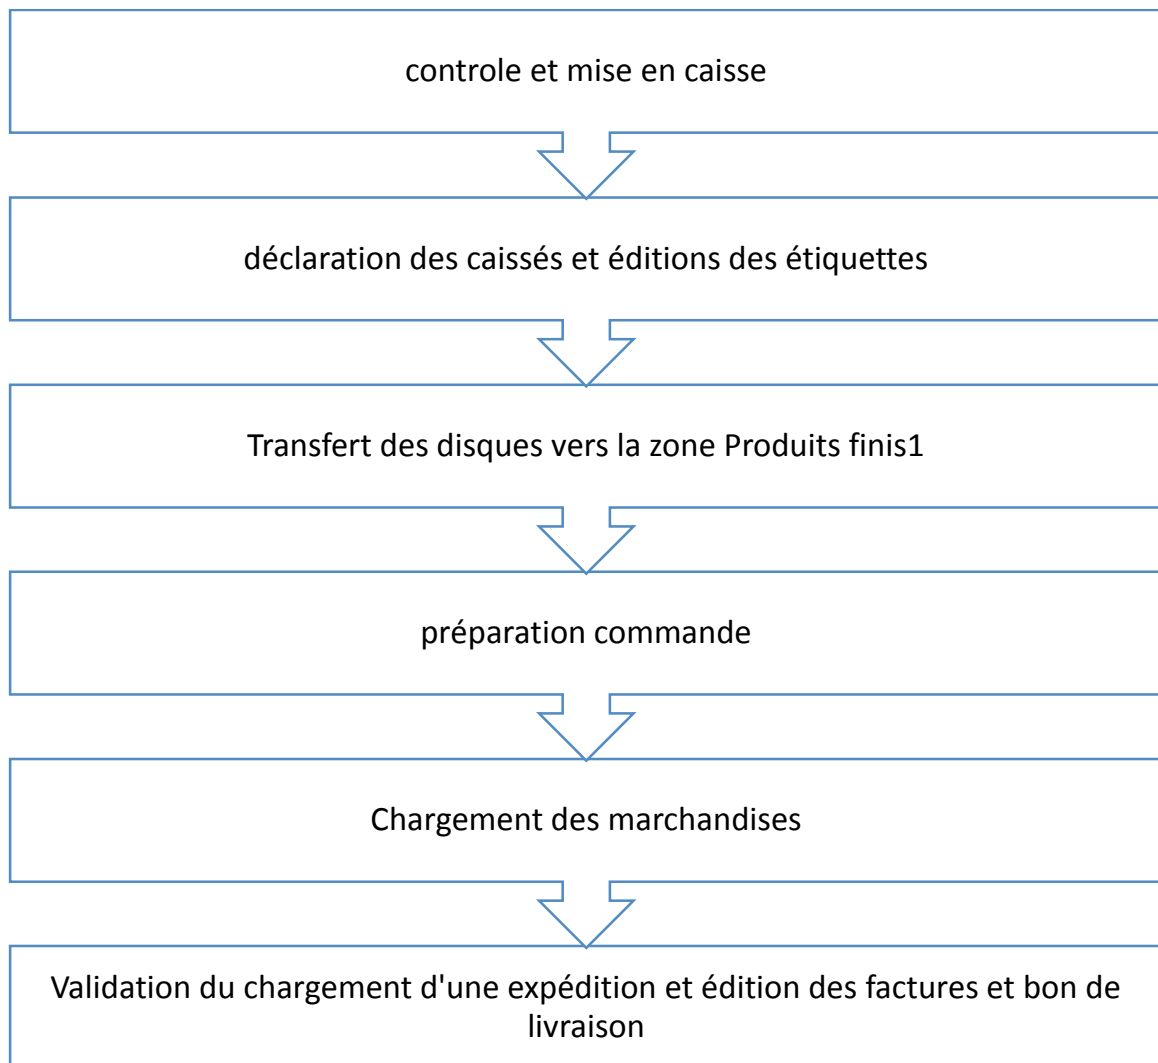 controle et mise en caisse
déclaration des caissés et éditions des étiquettes
Transfert des disques vers la zone Produits finis1
préparation commande
Chargement des marchandises
Validation du chargement d'une expédition et édition des factures et bon de
livraison